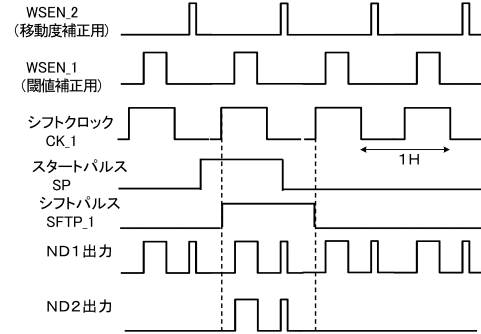 WSEN_2
(移動度補正用)
WSEN_1
(閾値補正用)
シフトクロック
CK_1
1H
スタートパルス
SP
シフトパルス
SFTP_1
ND1出力
ND2出力